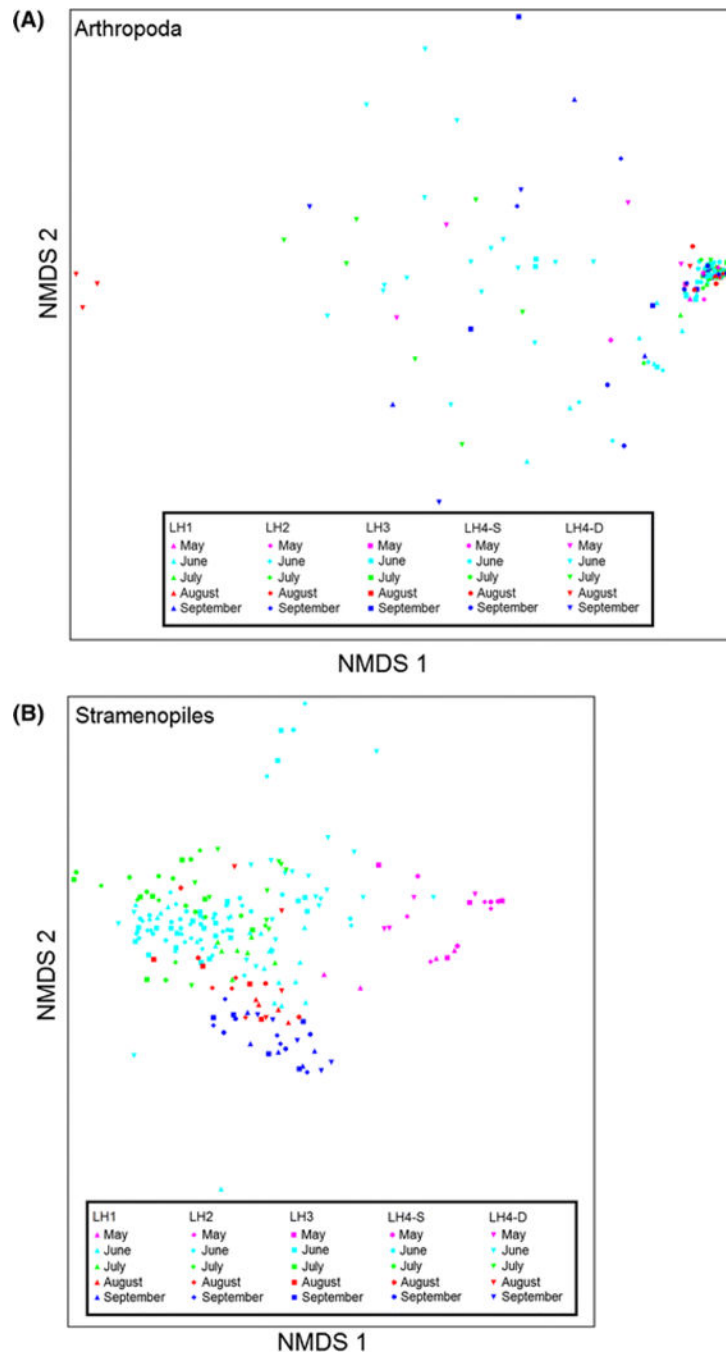 (A)
Arthropoda
NMDS 2
LH1 LH2 LH3 LH4-S LH4-D
May May May May May
June June June June June
July July July July July
August August August August August
September September September September September
NMDS 1
(B)
Stramenopiles
NMDS 2
LH1 LH2 LH3 LH4-S LH4-D
May May May May May
June June June June June
July July July July July
August August August August August
September September September September September
NMDS 1